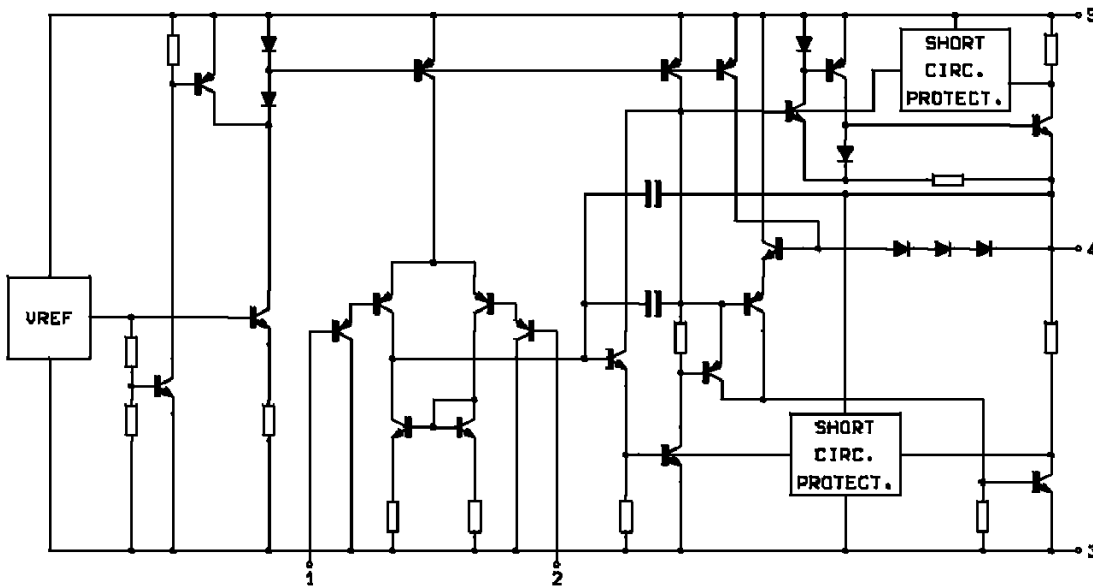 5
SHORT
CIRC.
PROTECT.
4
VREF
SHORT
CIRC.
PROTECT.
3
1
2